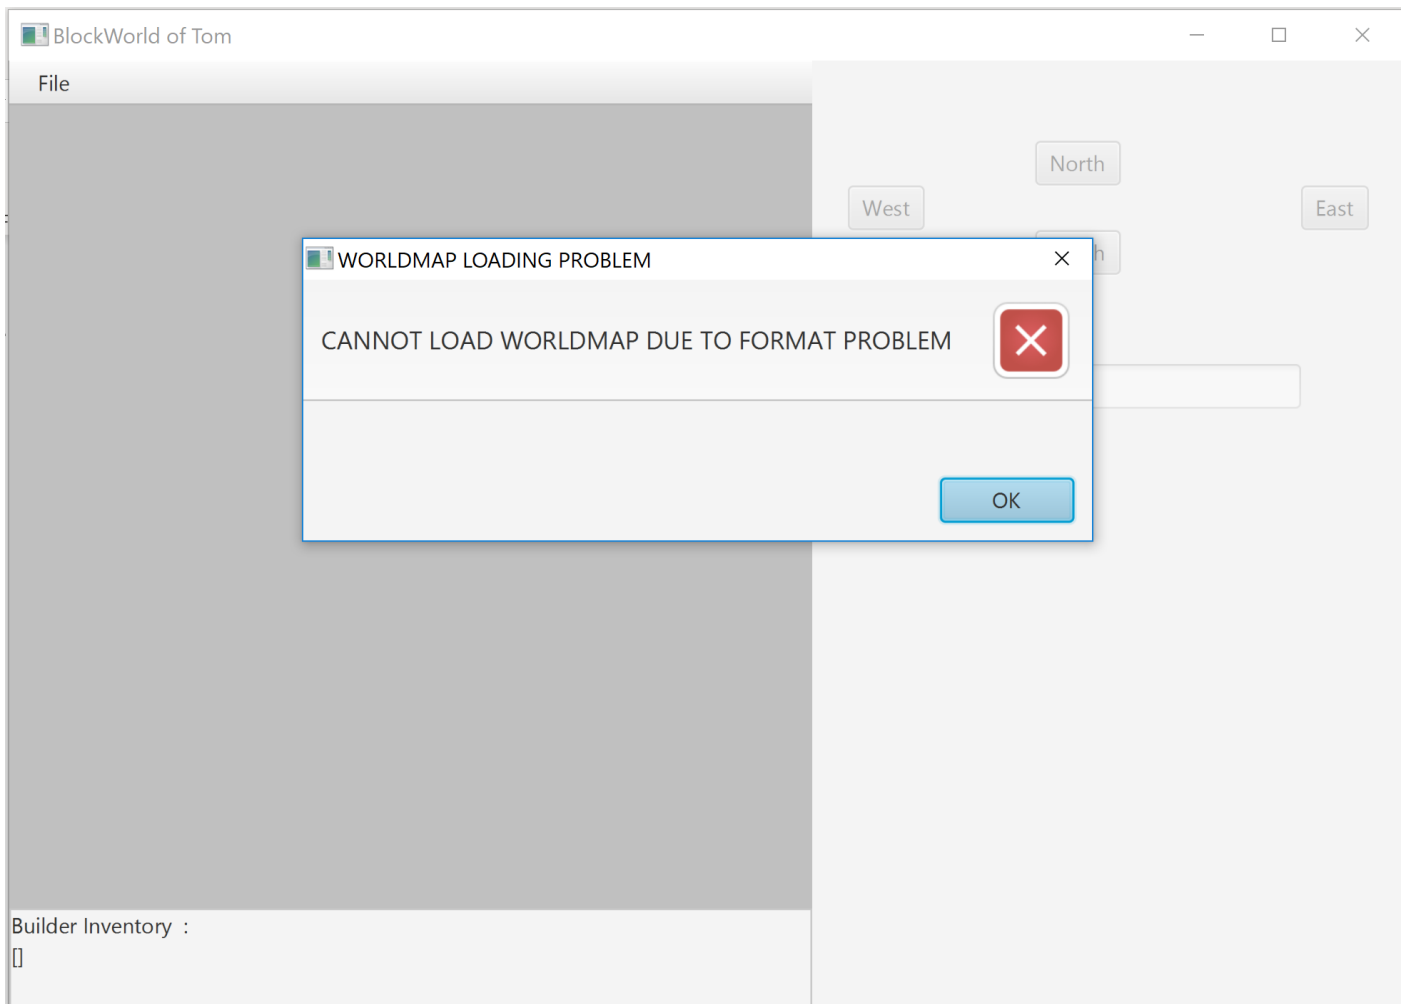 BlockWorld of Tom
File
North
West
East
h
WORLDMAP LOADING PROBLEM
CANNOT LOAD WORLDMAP DUE TO FORMAT PROBLEM
OK
Builder Inventory :
[]